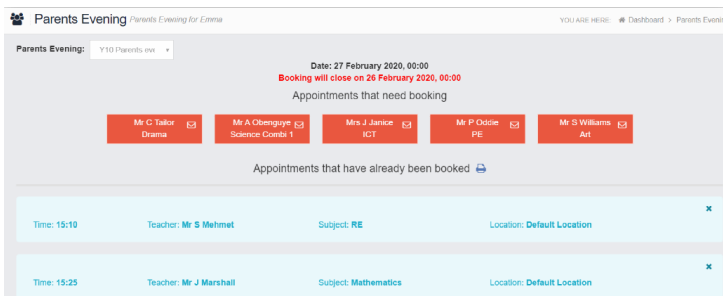 Parents Evening Parents Evening for Emma
YOU ARE HERE: Dashboard > Parents Eveni
Parents Evening: Y10 Parents eve
Date: 27 February 2020, 00:00
Booking will close on 26 February 2020, 00:00
Appointments that need booking
Mr C Tailor
Drama
Mr A Obenguye
Science Combi 1
Mrs J Janice
ICT
Mr P Oddie
PE
Mr S Williams
Art
Appointments that have already been booked
Time: 15:10 Teacher: Mr S Mehmet Subject: RE Location: Default Location
Time: 15:25 Teacher: Mr J Marshall Subject: Mathematics Location: Default Location